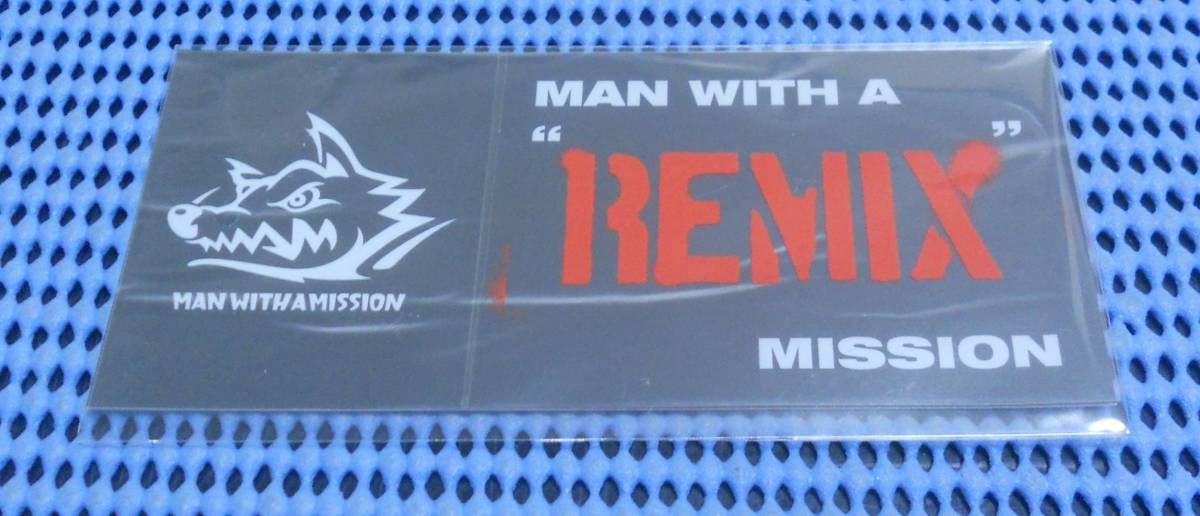 MAN WITH A MISSION
MAN WITH A
“REMIX”
MISSION